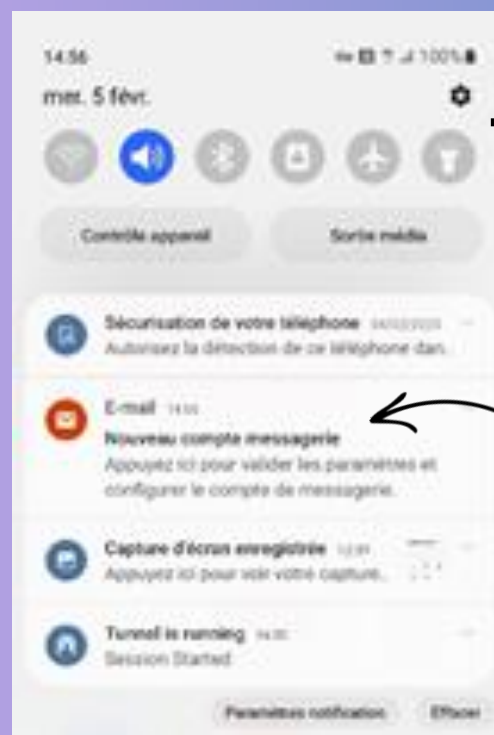 14:56 100%
mer. 5 févr.
Contrôle appareil Sortie média
Sécurisation de votre téléphone
Autorisez la détection de ce téléphone dan..
E-mail 14:55
Nouveau compte messagerie
Appuyez ici pour valider les paramètres et
configurer le compte de messagerie.
Capture d'écran enregistrée
Appuyez ici pour voir votre capture.
Tunnel is running
Session Started
Paramètres notification Effacer